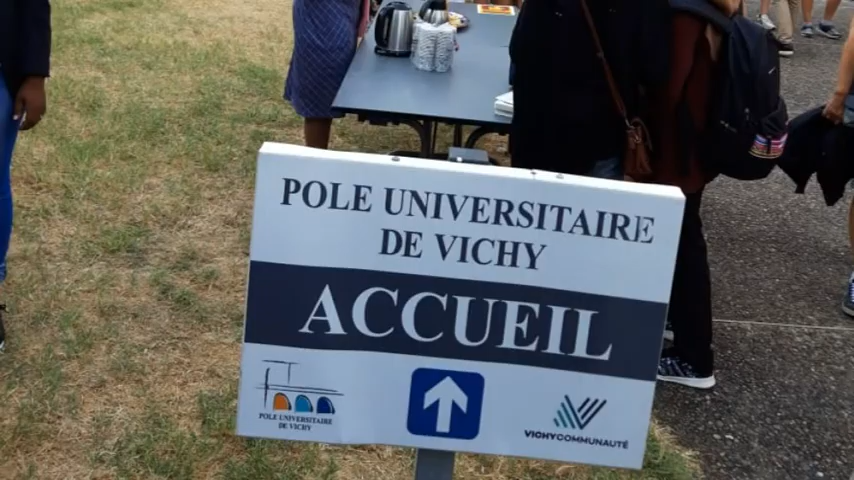 POLE UNIVERSITAIRE
DE VICHY
ACCUEIL
POLE UNIVERSITAIRE
DE VICHY
VICHYCOMMUNAUTÉ